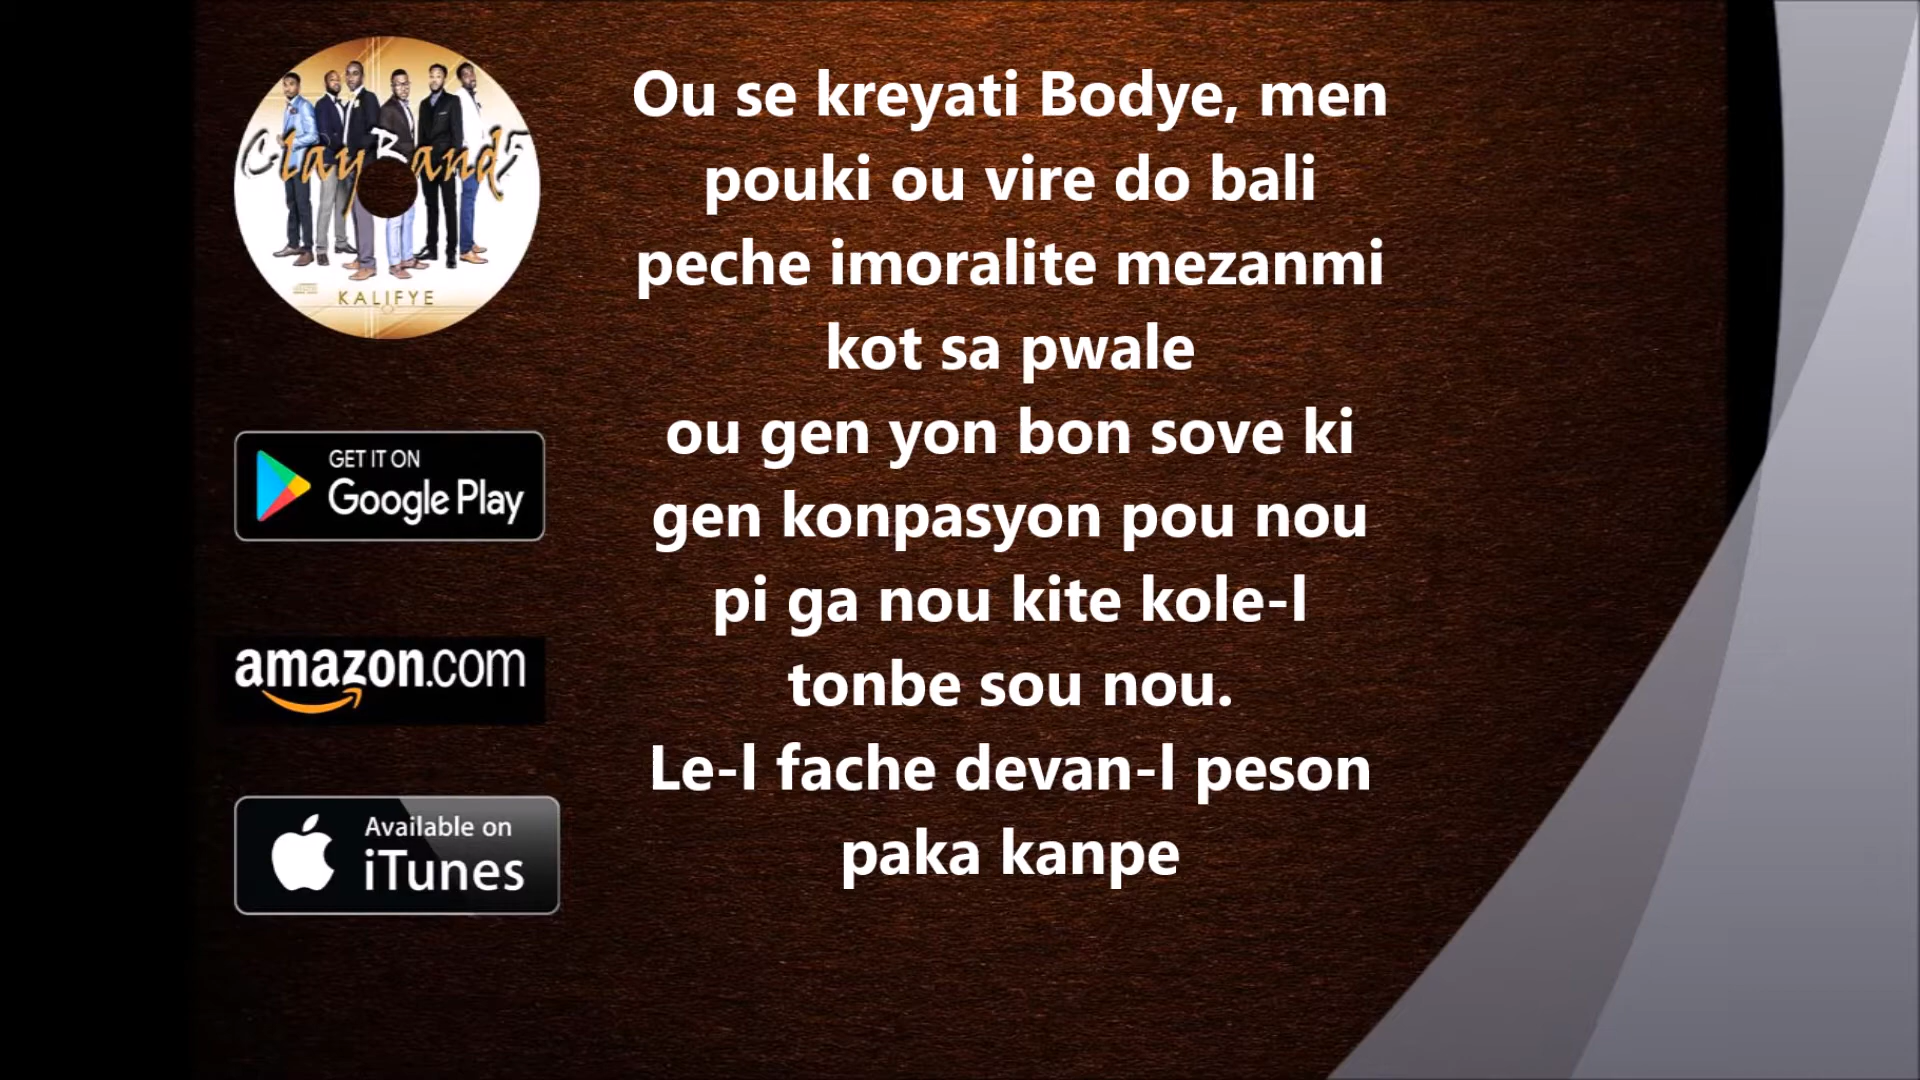 Clay Band
KALIFYE
GET IT ON
Google Play
amazon.com
Available on
iTunes
Ou se kreyati Bodye, men
pouki ou vire do bali
peche imoralite mezanmi
kot sa pwale
ou gen yon bon sove ki
gen konpasyon pou nou
pi ga nou kite kole-l
tonbe sou nou.
Le-l fache devan-l peson
paka kanpe